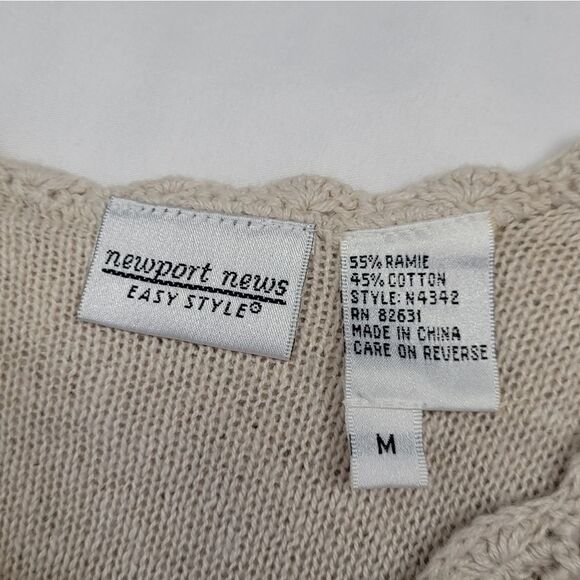 newport news
EASY STYLE®
55% RAMIE
45% COTTON
STYLE: N4342
RN 82631
MADE IN CHINA
CARE ON REVERSE
M